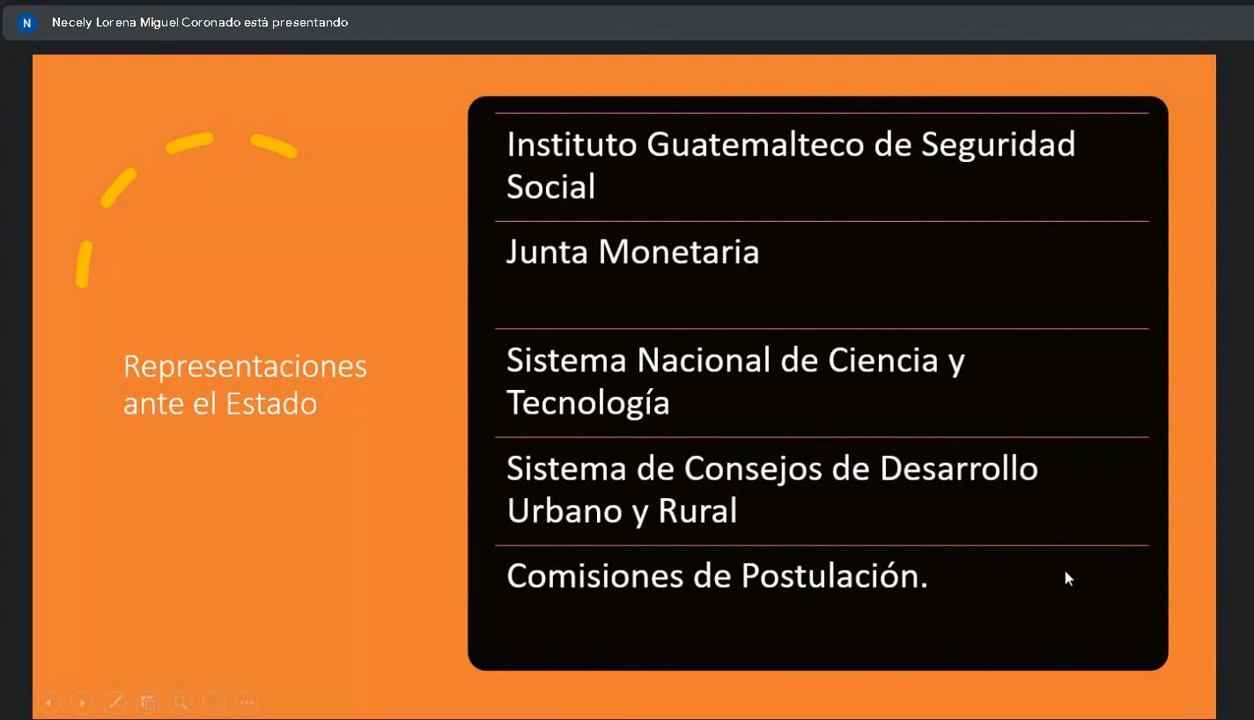 N
Necely Lorena Miguel Coronado está presentando
Representaciones
ante el Estado
Instituto Guatemalteco de Seguridad
Social
Junta Monetaria
Sistema Nacional de Ciencia y
Tecnología
Sistema de Consejos de Desarrollo
Urbano y Rural
Comisiones de Postulación.